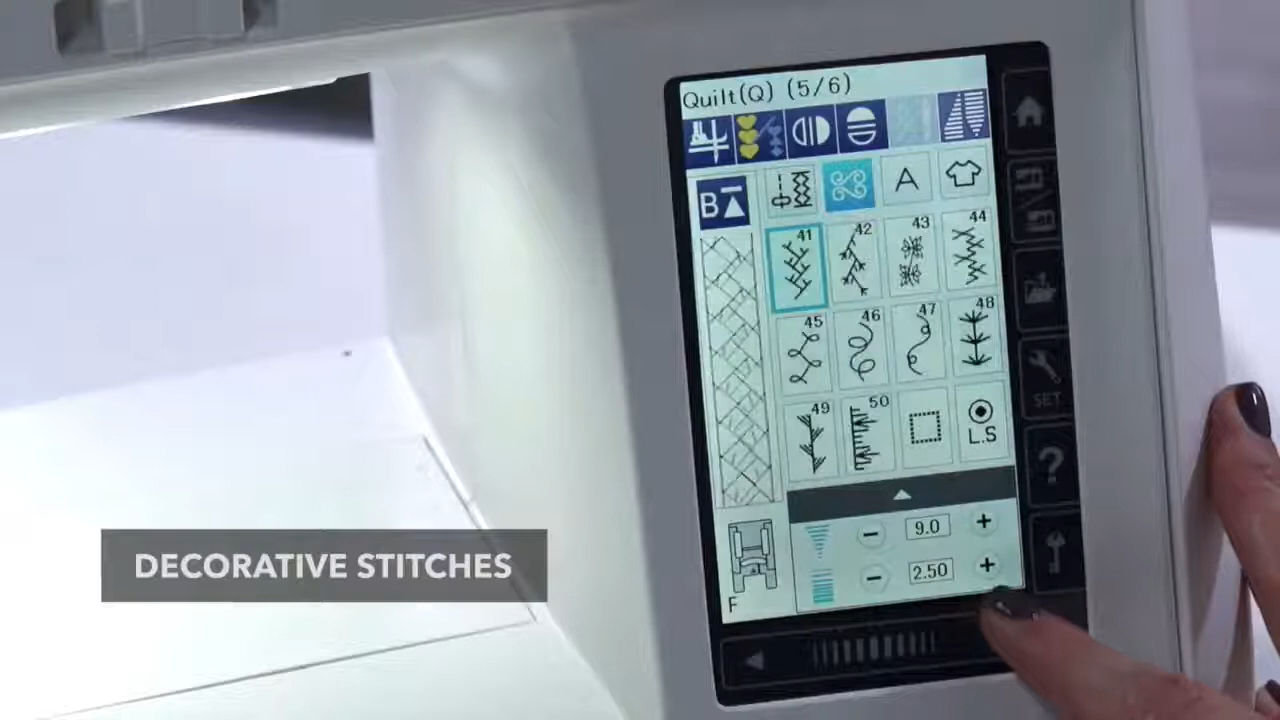 Quilt(Q) (5/6)
B
A
41 42 43 44
45 46 47 48
49 50 L.S
SET
?
− 9.0 +
− 2.50 +
F
DECORATIVE STITCHES